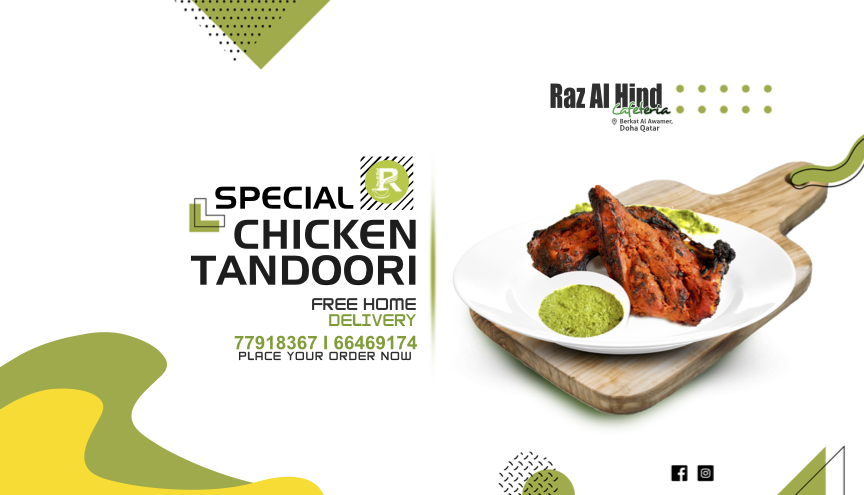 Raz Al Hind
Cafeteria
Berkat Al Awamer,
Doha Qatar
R
SPECIAL
CHICKEN
TANDOORI
FREE HOME
DELIVERY
77918367 I 66469174
PLACE YOUR ORDER NOW